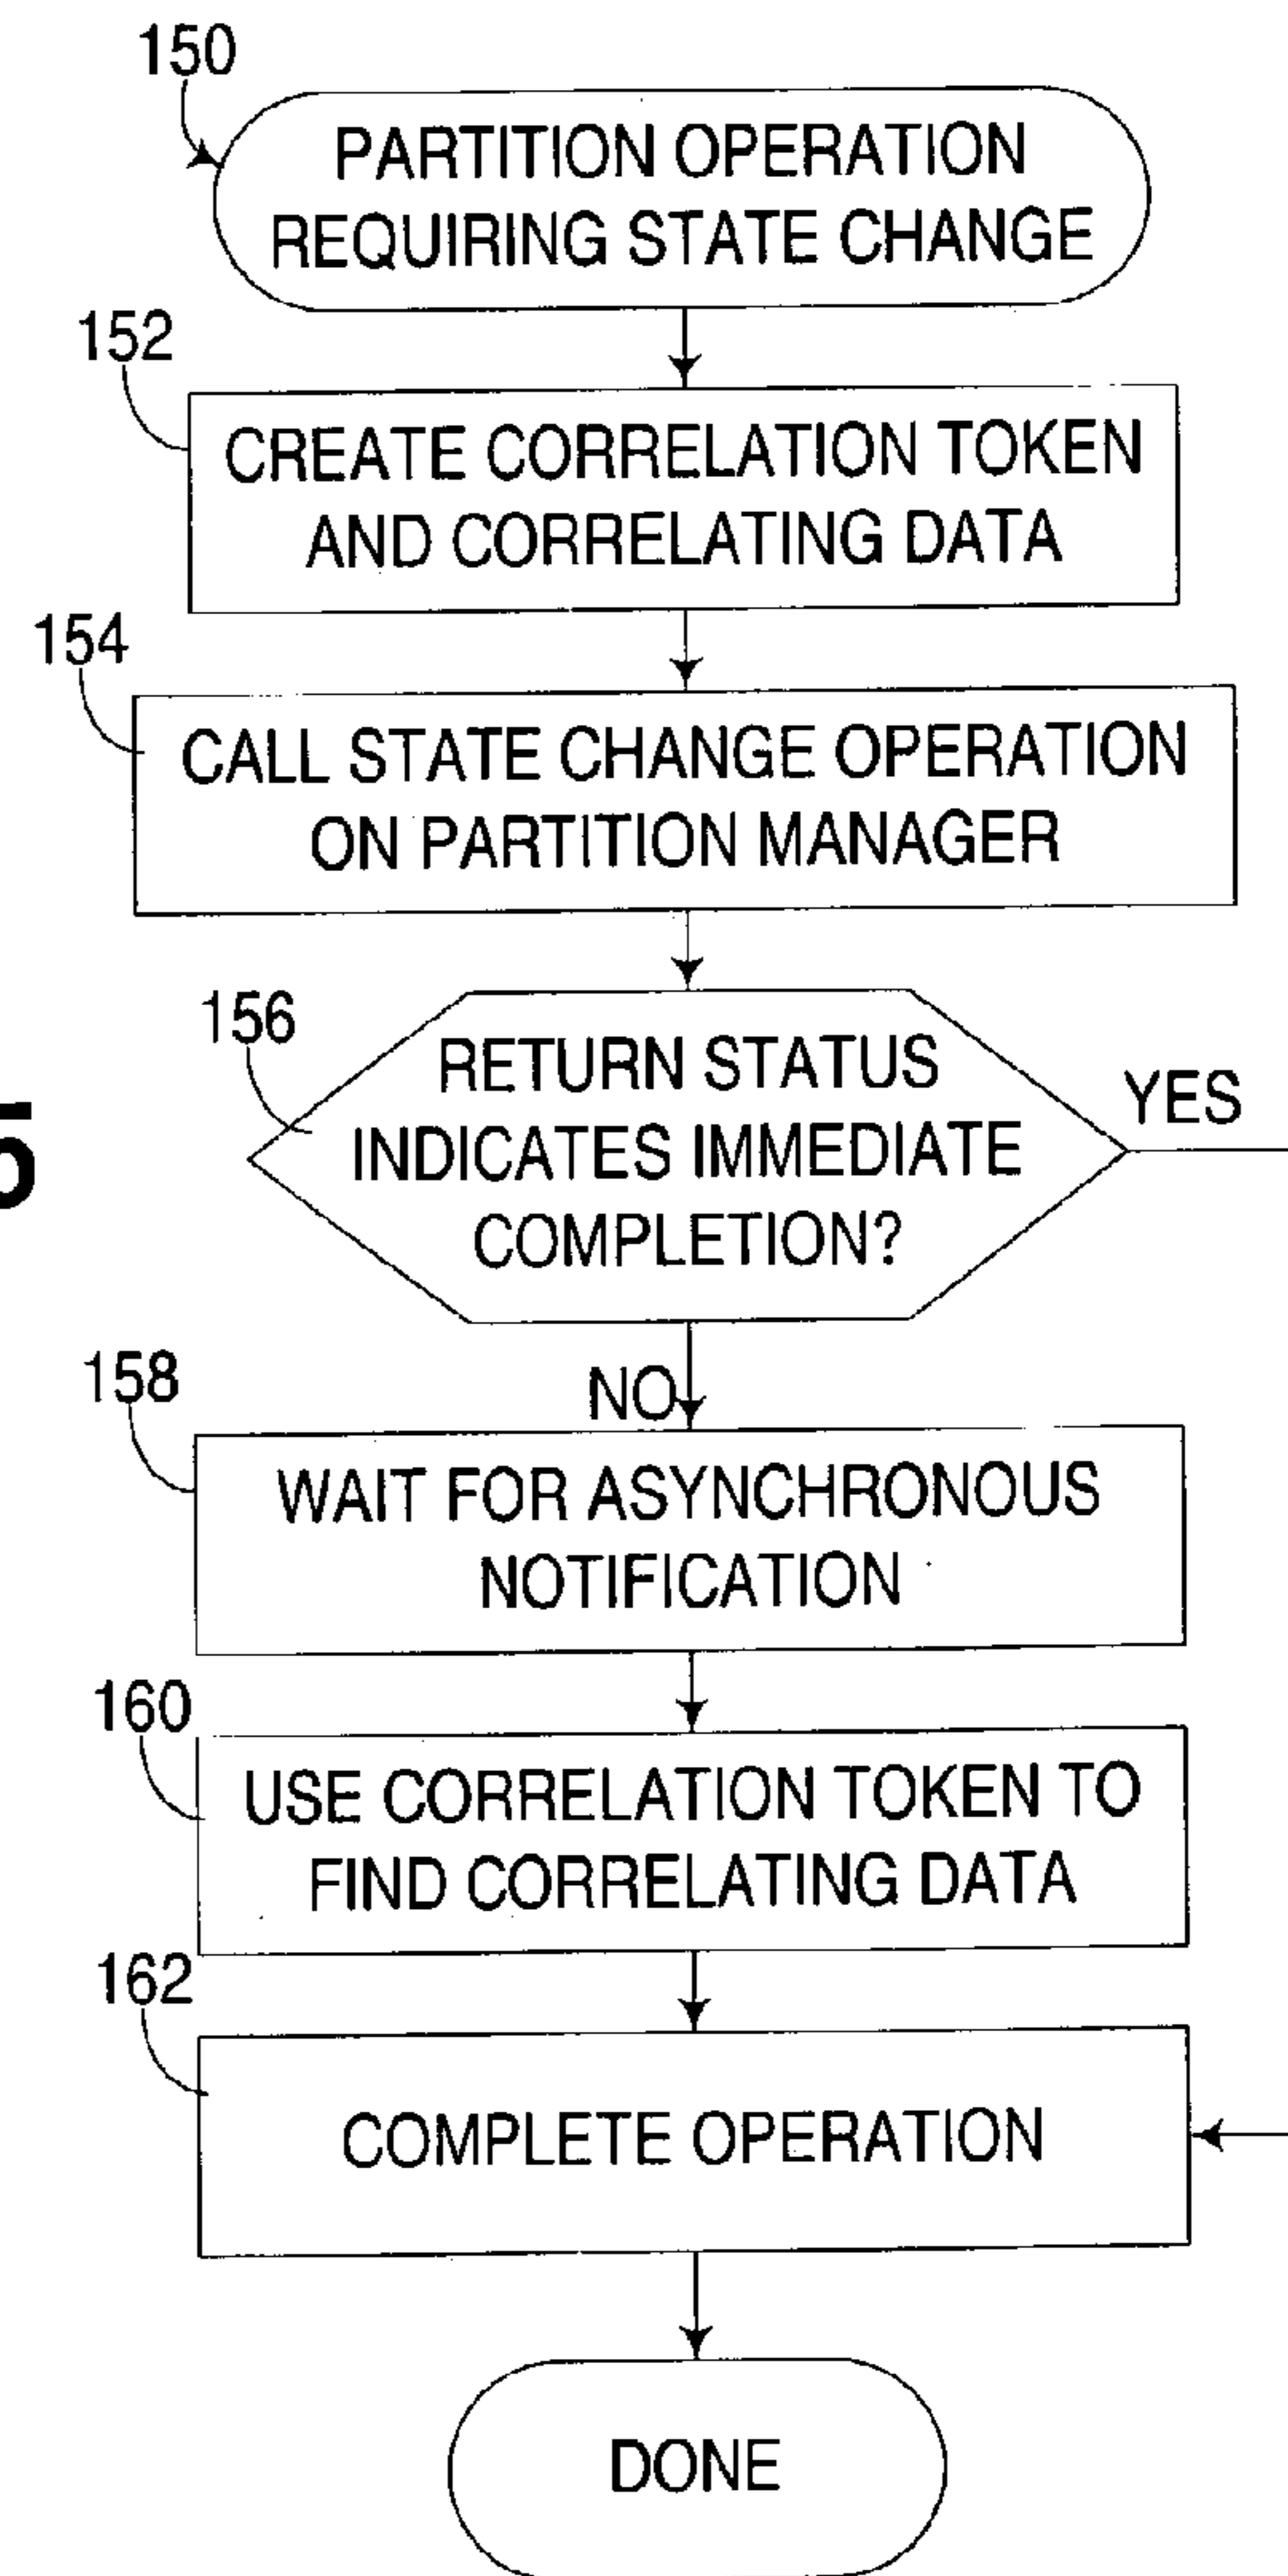 150
PARTITION OPERATION
REQUIRING STATE CHANGE
152
CREATE CORRELATION TOKEN
AND CORRELATING DATA
154
CALL STATE CHANGE OPERATION
ON PARTITION MANAGER
156
RETURN STATUS
INDICATES IMMEDIATE
COMPLETION?
YES
NO
158
WAIT FOR ASYNCHRONOUS
NOTIFICATION
160
USE CORRELATION TOKEN TO
FIND CORRELATING DATA
162
COMPLETE OPERATION
DONE